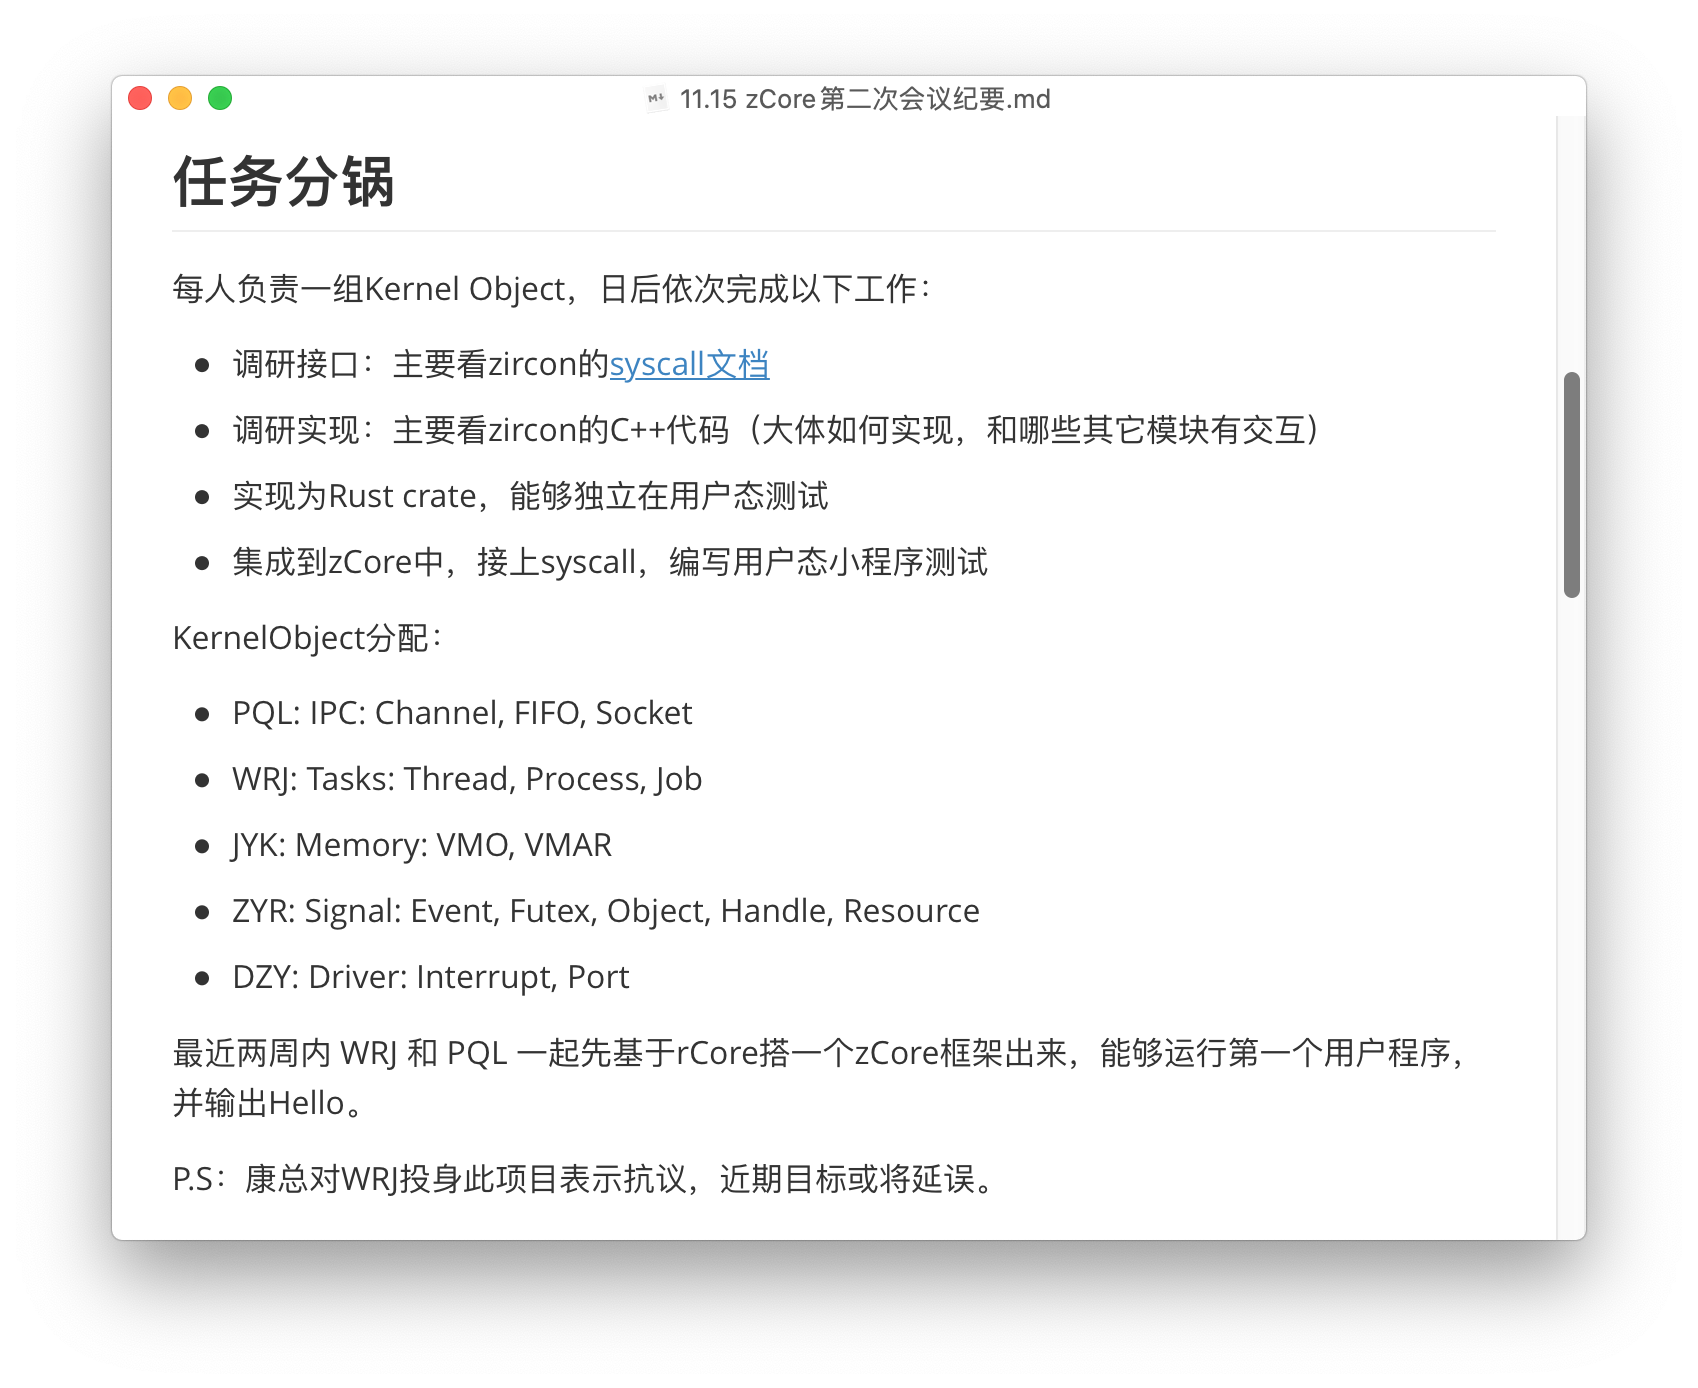 11.15 zCore第二次会议纪要.md
任务分锅
每人负责一组Kernel Object，日后依次完成以下工作：
调研接口：主要看zircon的syscall文档
调研实现：主要看zircon的C++代码（大体如何实现，和哪些其它模块有交互）
实现为Rust crate，能够独立在用户态测试
集成到zCore中，接上syscall，编写用户态小程序测试
KernelObject分配：
PQL: IPC: Channel, FIFO, Socket
WRJ: Tasks: Thread, Process, Job
JYK: Memory: VMO, VMAR
ZYR: Signal: Event, Futex, Object, Handle, Resource
DZY: Driver: Interrupt, Port
最近两周内 WRJ 和 PQL 一起先基于rCore搭一个zCore框架出来，能够运行第一个用户程序，
并输出Hello。
P.S：康总对WRJ投身此项目表示抗议，近期目标或将延误。